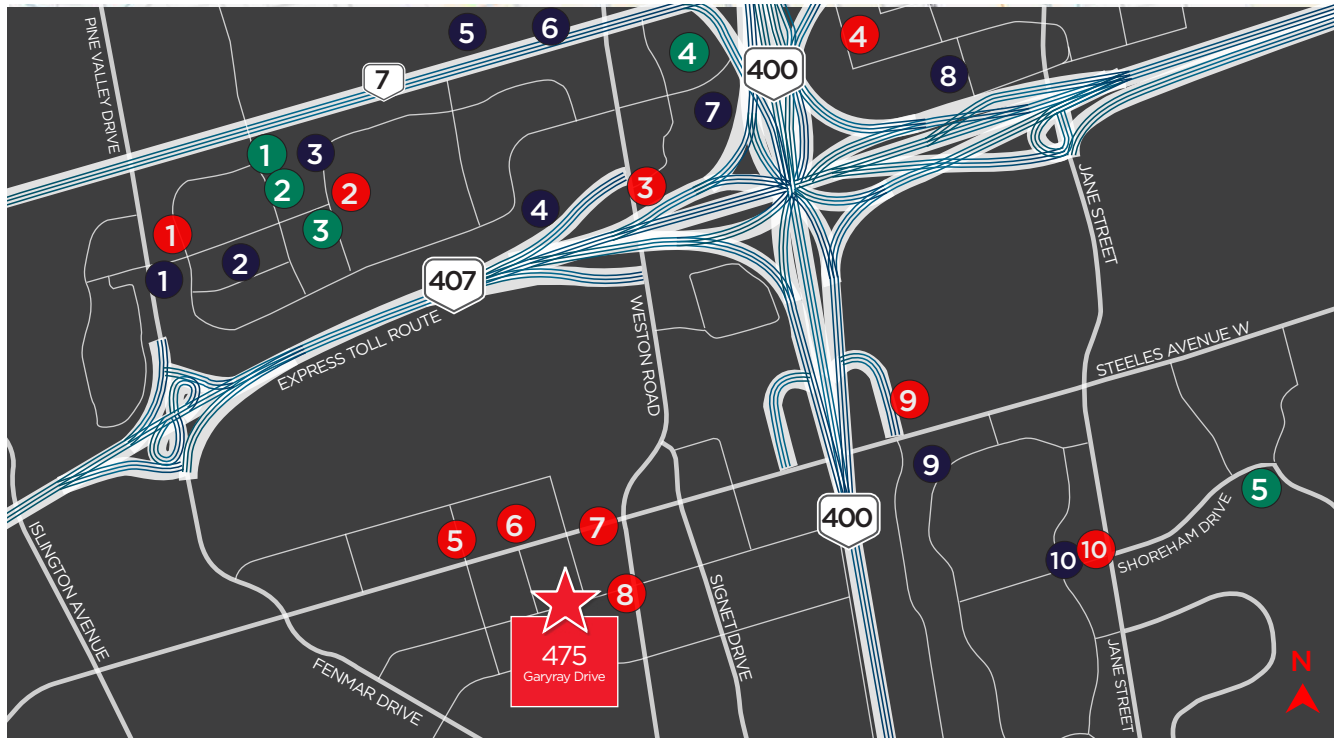 5
6
4
4
400
7
8
7
PINE VALLEY DRIVE
1
3
2
2
3
1
3
4
2
1
407
JANE STREET
EXPRESS TOLL ROUTE
WESTON ROAD
STEELES AVENUE W
9
9
5
6
7
400
5
10
10
SHOREHAM DRIVE
ISLINGTON AVENUE
8
SIGNET DRIVE
475
Garyray Drive
FENMAR DRIVE
JANE STREET
N